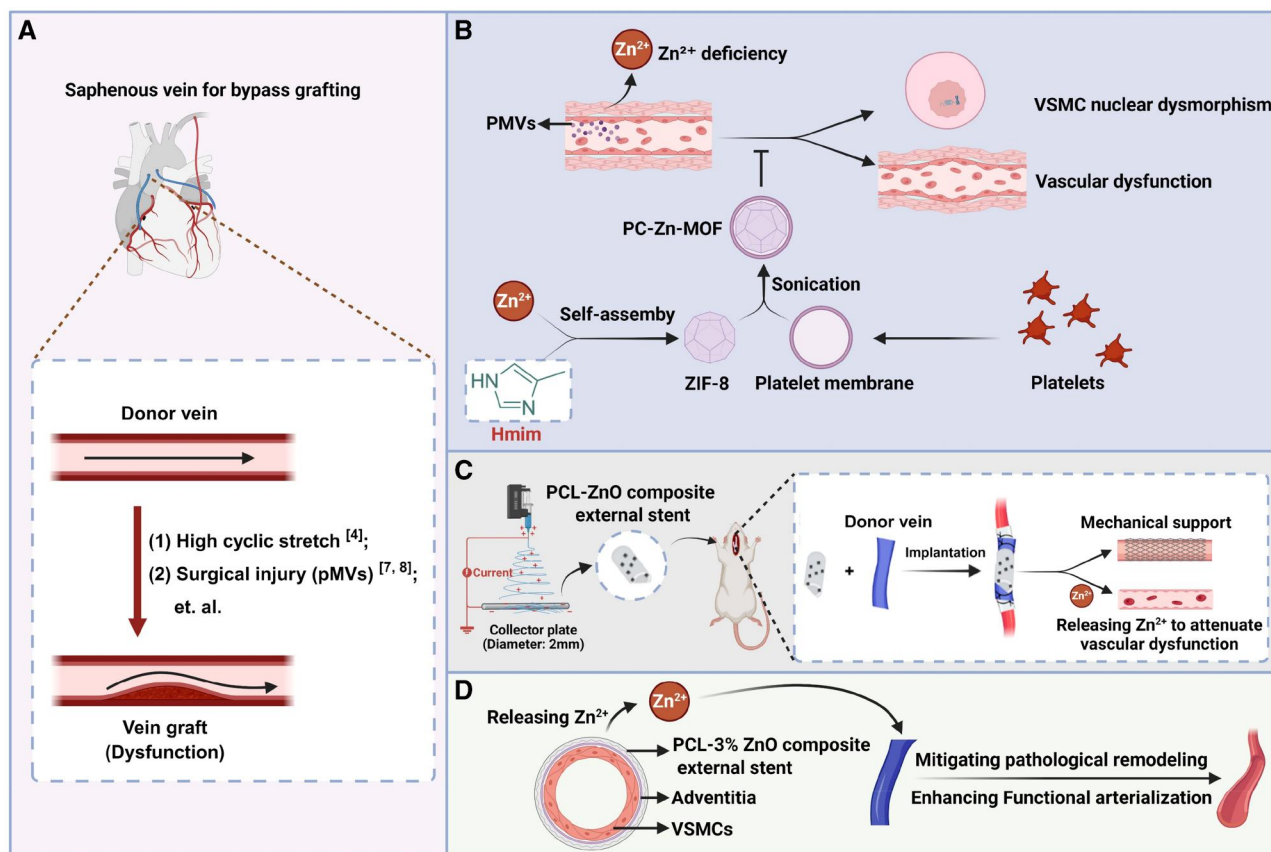 A
Saphenous vein for bypass grafting
Donor vein
(1) High cyclic stretch [4];
(2) Surgical injury (pMVs) [7, 8];
et. al.
Vein graft
(Dysfunction)
B
Zn²⁺
Zn²⁺ deficiency
PMVs
VSMC nuclear dysmorphism
Vascular dysfunction
PC-Zn-MOF
Sonication
Zn²⁺
Self-assemby
HN
N
Hmim
ZIF-8
Platelet membrane
Platelets
C
PCL-ZnO composite
external stent
Current
Collector plate
(Diameter: 2mm)
Donor vein
+
Implantation
Mechanical support
Zn²⁺
Releasing Zn²⁺ to attenuate
vascular dysfunction
D
Releasing Zn²⁺
Zn²⁺
PCL-3% ZnO composite
external stent
Adventitia
VSMCs
Mitigating pathological remodeling
Enhancing Functional arterialization